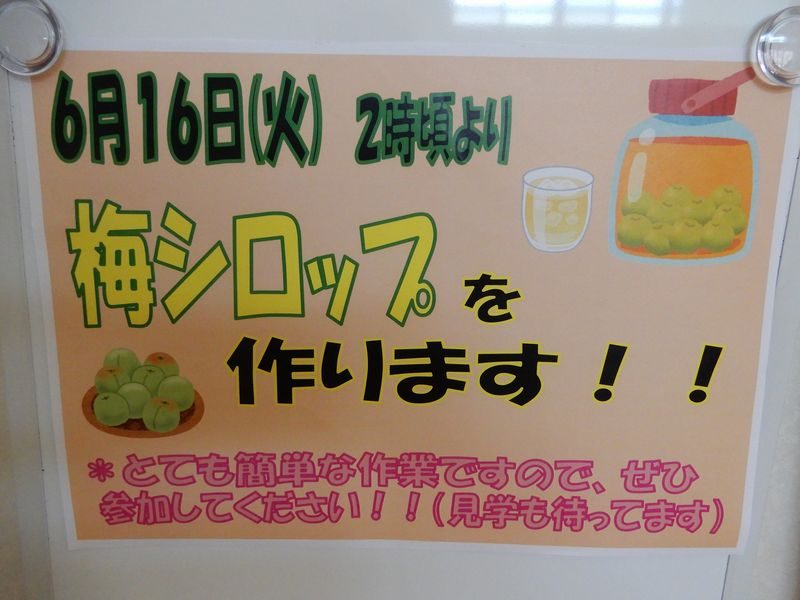 6月16日(火) 2時頃より
梅シロップを
作ります！！
＊とても簡単な作業ですので、ぜひ
参加してください！！(見学も待ってます)